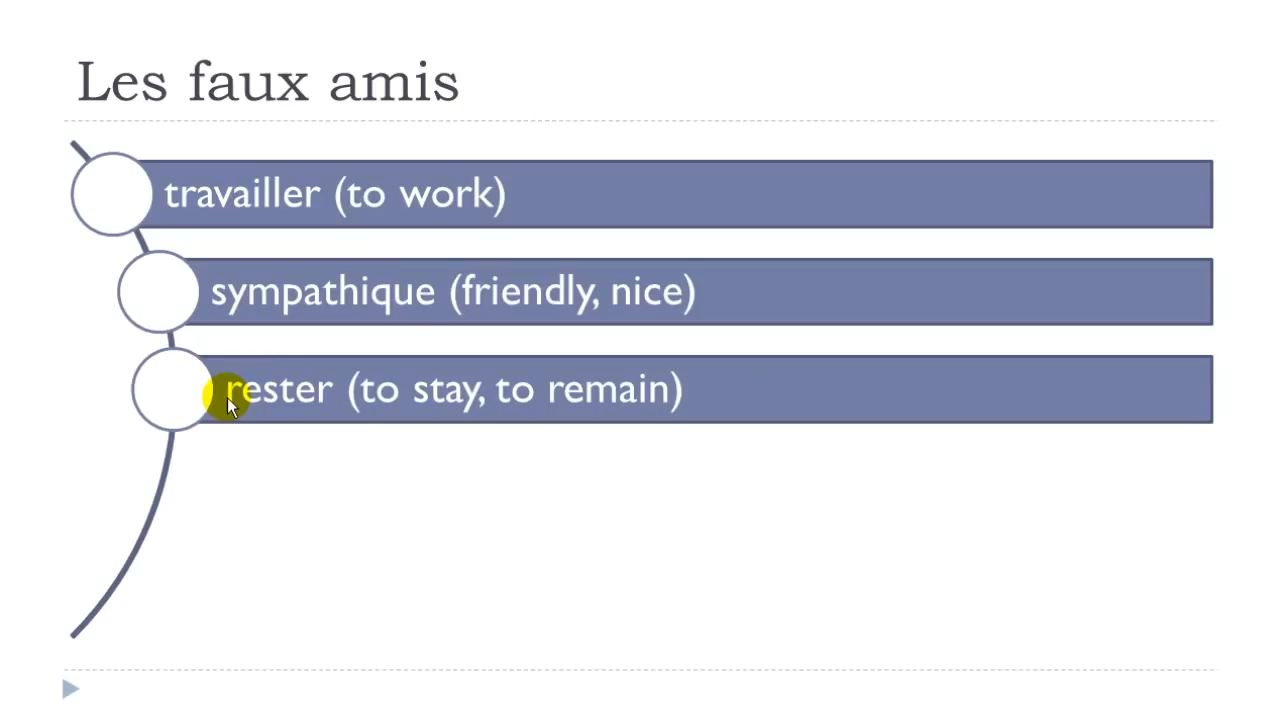 Les faux amis
travailler (to work)
sympathique (friendly, nice)
rester (to stay, to remain)